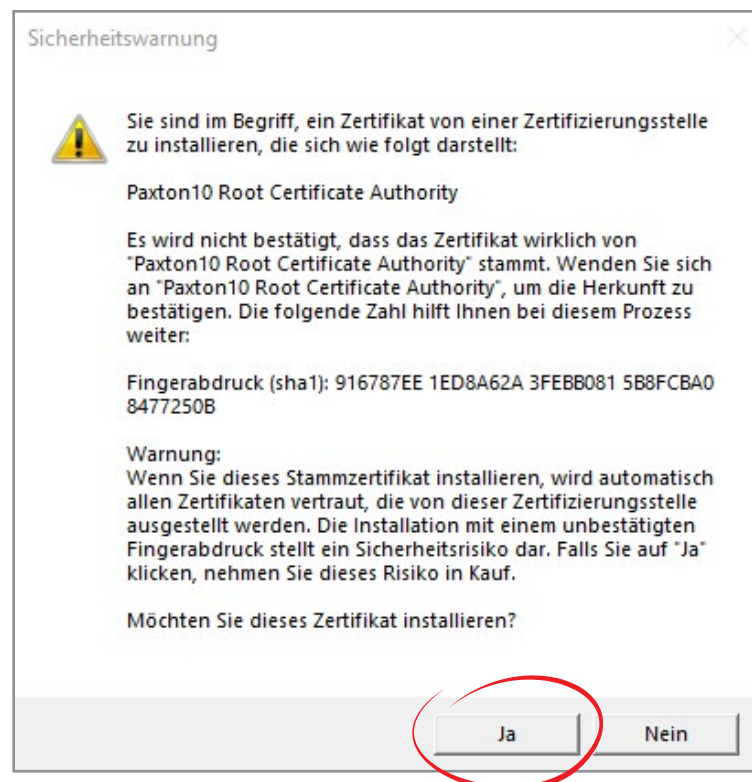 Sicherheitswarnung
Sie sind im Begriff, ein Zertifikat von einer Zertifizierungsstelle
zu installieren, die sich wie folgt darstellt:
Paxton10 Root Certificate Authority
Es wird nicht bestätigt, dass das Zertifikat wirklich von
"Paxton10 Root Certificate Authority" stammt. Wenden Sie sich
an "Paxton10 Root Certificate Authority", um die Herkunft zu
bestätigen. Die folgende Zahl hilft Ihnen bei diesem Prozess
weiter:
Fingerabdruck (sha1): 916787EE 1ED8A62A 3FEBB081 5B8FCBA0
8477250B
Warnung:
Wenn Sie dieses Stammzertifikat installieren, wird automatisch
allen Zertifikaten vertraut, die von dieser Zertifizierungsstelle
ausgestellt werden. Die Installation mit einem unbestätigten
Fingerabdruck stellt ein Sicherheitsrisiko dar. Falls Sie auf "Ja"
klicken, nehmen Sie dieses Risiko in Kauf.
Möchten Sie dieses Zertifikat installieren?
Ja Nein